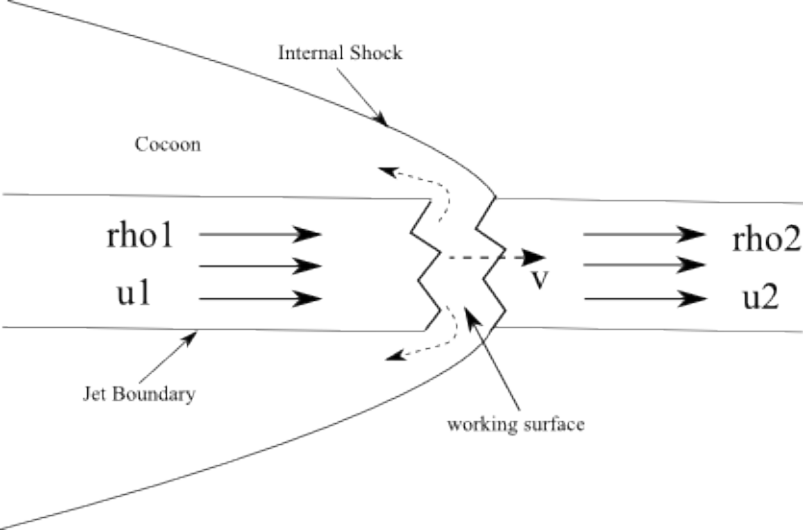 Internal Shock
Cocoon
rho1
u1
v
rho2
u2
Jet Boundary
working surface